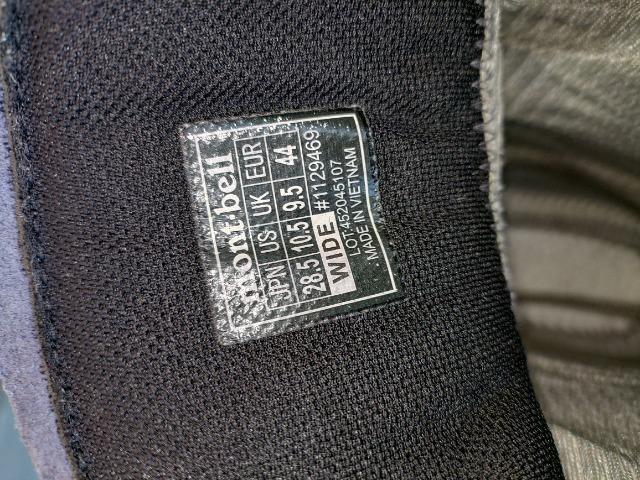 mont·bell
JPN US UK EUR
28.5 10.5 9.5 44
WIDE #1129469
LOT:452045107
MADE IN VIETNAM